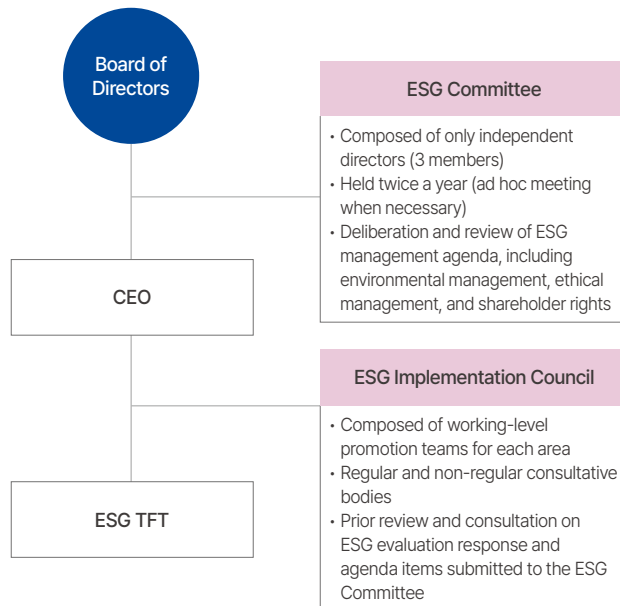 Board of
Directors
ESG Committee
• Composed of only independent
directors (3 members)
• Held twice a year (ad hoc meeting
when necessary)
• Deliberation and review of ESG
management agenda, including
environmental management, ethical
management, and shareholder rights
CEO
ESG Implementation Council
• Composed of working-level
promotion teams for each area
• Regular and non-regular consultative
bodies
• Prior review and consultation on
ESG evaluation response and
agenda items submitted to the ESG
Committee
ESG TFT